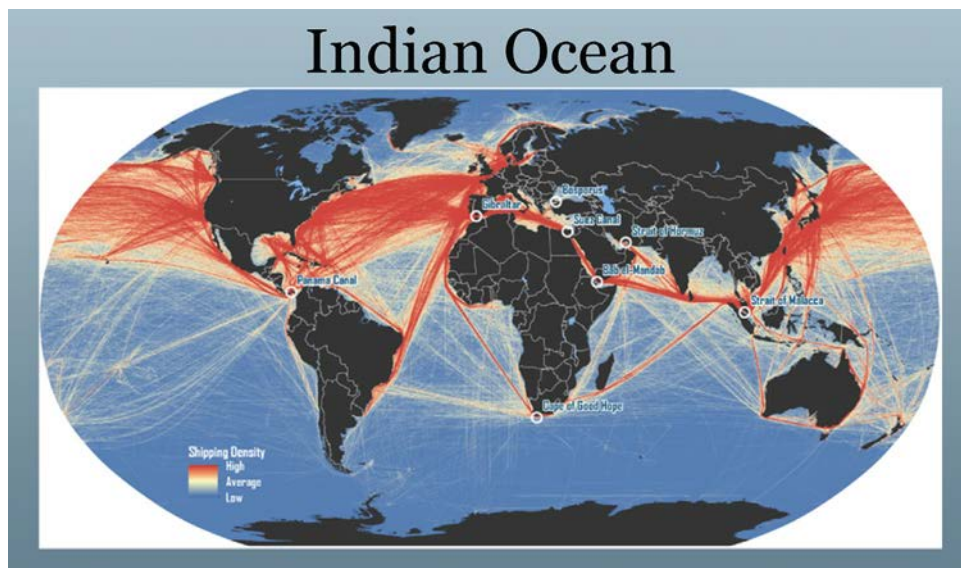 Indian Ocean
Bosporus
Gibraltar
Suez Canal
Strait of Hormuz
Bab el-Mandab
Panama Canal
Strait of Malacca
Cape of Good Hope
Shipping Density
High
Average
Low